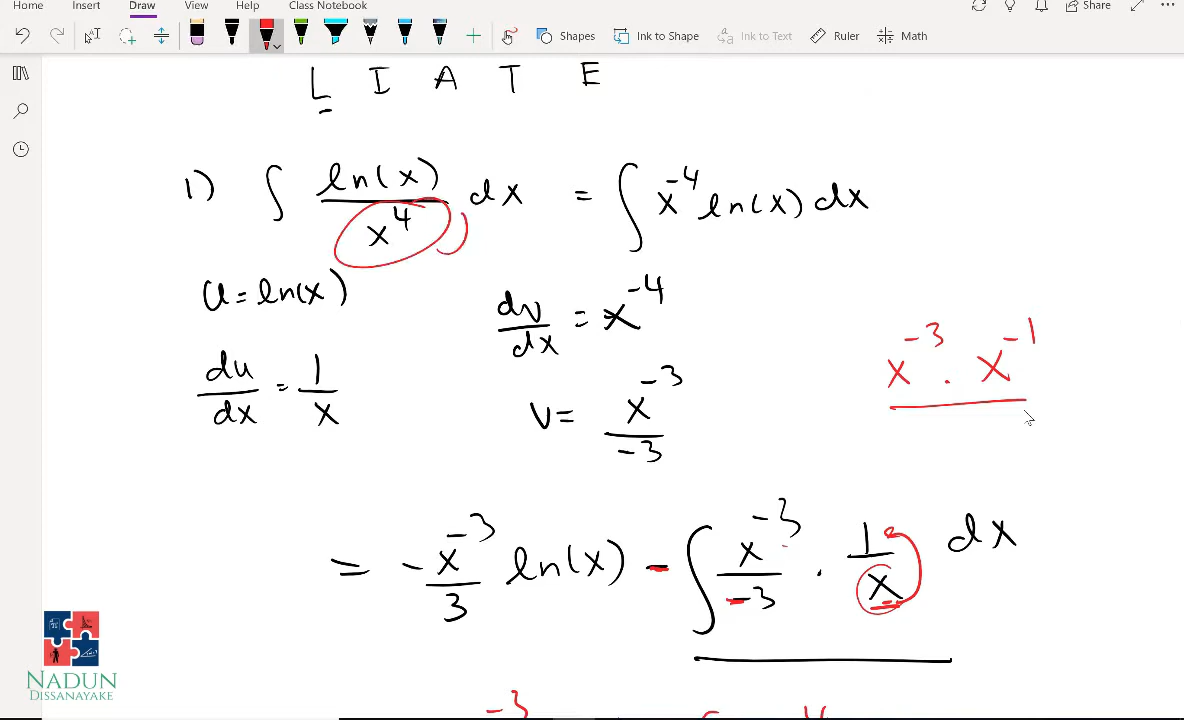 Home Insert Draw View Help Class Notebook Share
Shapes Ink to Shape Ink to Text Ruler Math
L I A T E
1) ∫ ln(x)/x⁴ dx = ∫ x⁻⁴ ln(x) dx
u = ln(x) dv/dx = x⁻⁴
x⁻³ · x⁻¹
du/dx = 1/x v = x⁻³/-3
= -x⁻³/3 ln(x) - ∫ x⁻³/-3 · 1/x dx
NADUN
DISSANAYAKE
-3